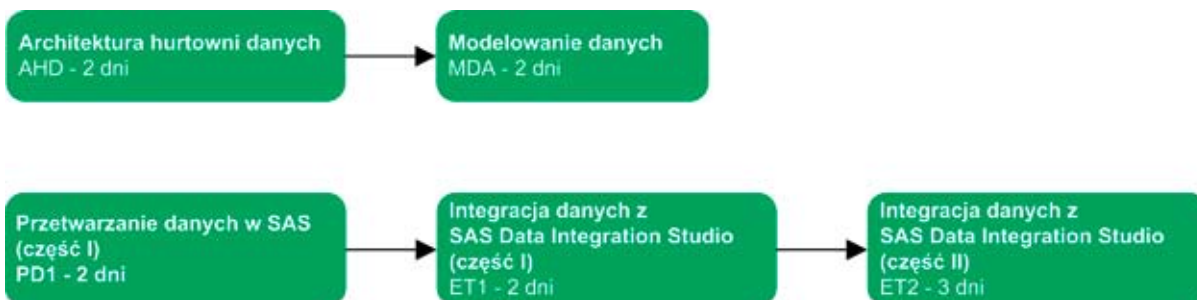 Architektura hurtowni danych
AHD - 2 dni
Modelowanie danych
MDA - 2 dni
Przetwarzanie danych w SAS
(część I)
PD1 - 2 dni
Integracja danych z
SAS Data Integration Studio
(część I)
ET1 - 2 dni
Integracja danych z
SAS Data Integration Studio
(część II)
ET2 - 3 dni